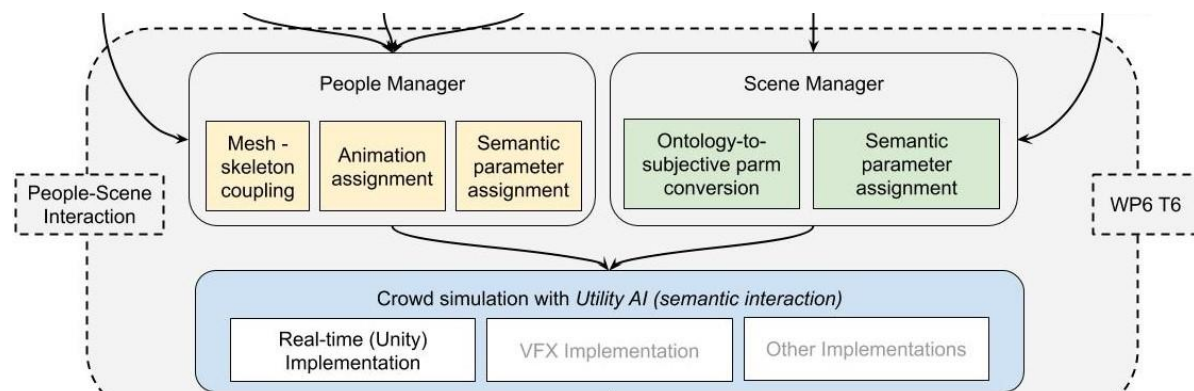 People Manager
Scene Manager
Mesh -
skeleton
coupling
Animation
assignment
Semantic
parameter
assignment
Ontology-to-
subjective parm
conversion
Semantic
parameter
assignment
People-Scene
Interaction
WP6 T6
Crowd simulation with Utility AI (semantic interaction)
Real-time (Unity)
Implementation
VFX Implementation
Other Implementations